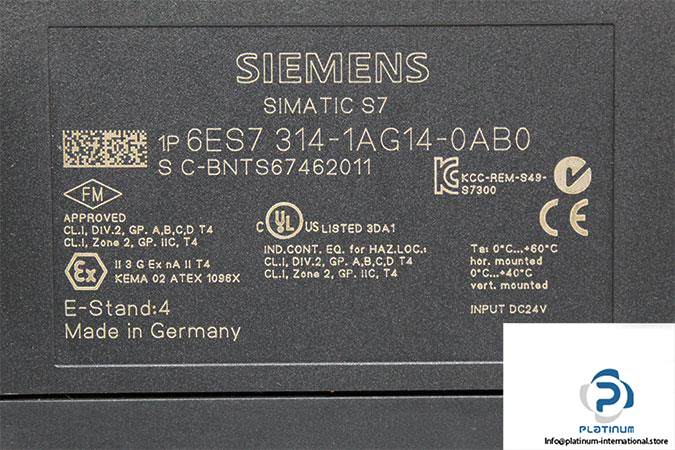 SIEMENS
SIMATIC S7
1P 6ES7 314-1AG14-0AB0
S C-BNTS67462011
KCC-REM-S49-
S7300
FM
APPROVED
CL.I, DIV.2, GP. A,B,C,D T4
CL.I, Zone 2, GP. IIC, T4
C UL US LISTED 3DA1
IND.CONT. EQ. for HAZ.LOC.:
CL.I, DIV.2, GP. A,B,C,D T4
CL.I, Zone 2, GP. IIC, T4
CE
Ta: 0°C...+60°C
hor. mounted
0°C...+40°C
vert. mounted
Ex II 3 G Ex nA II T4
KEMA 02 ATEX 1096X
INPUT DC24V
E-Stand:4
Made in Germany
PLATINUM
Info@platinum-international.store